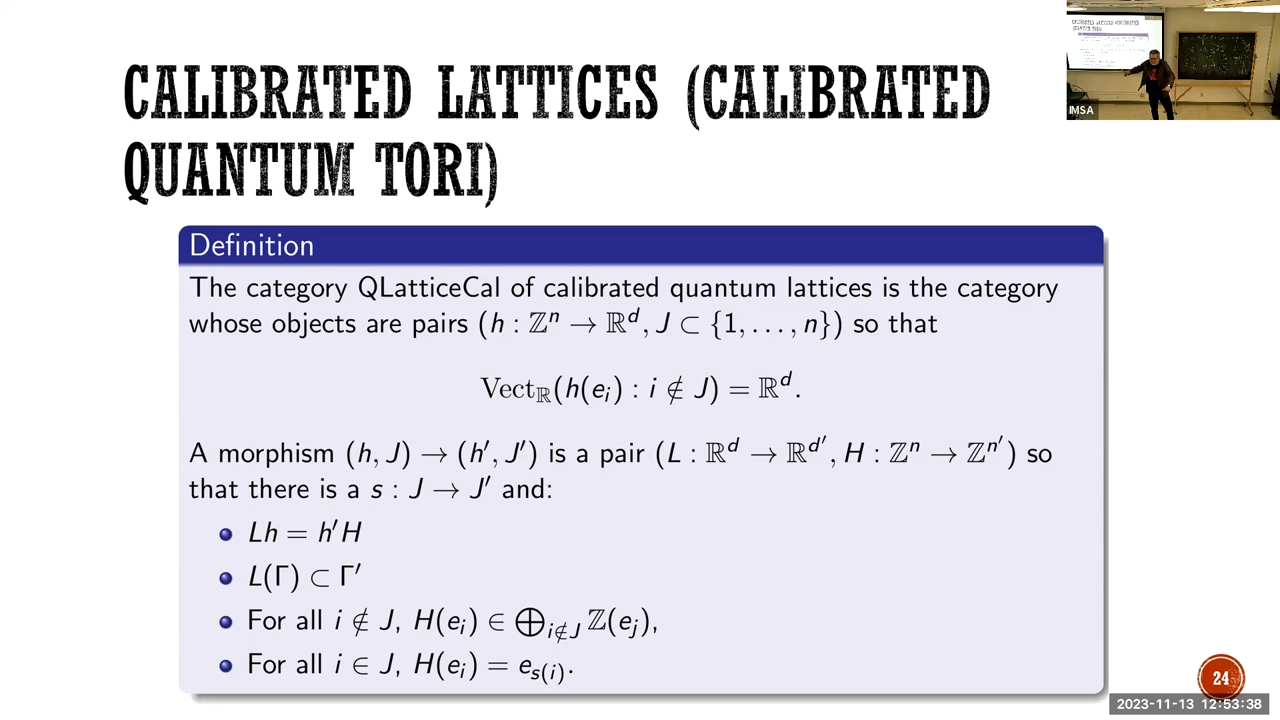 CALIBRATED LATTICES (CALIBRATED
QUANTUM TORI)
Definition
The category QLatticeCal of calibrated quantum lattices is the category
whose objects are pairs (h : ℤⁿ → ℝᵈ, J ⊂ {1, . . . , n}) so that
Vect_ℝ(h(eᵢ) : i ∉ J) = ℝᵈ.
A morphism (h, J) → (h′, J′) is a pair (L : ℝᵈ → ℝᵈ′, H : ℤⁿ → ℤⁿ′) so
that there is a s : J → J′ and:
Lh = h′H
L(Γ) ⊂ Γ′
For all i ∉ J, H(eᵢ) ∈ ⊕_{i∉J} ℤ(eⱼ),
For all i ∈ J, H(eᵢ) = e_{s(i)}.
IMSA
24
2023-11-13 12:53:38